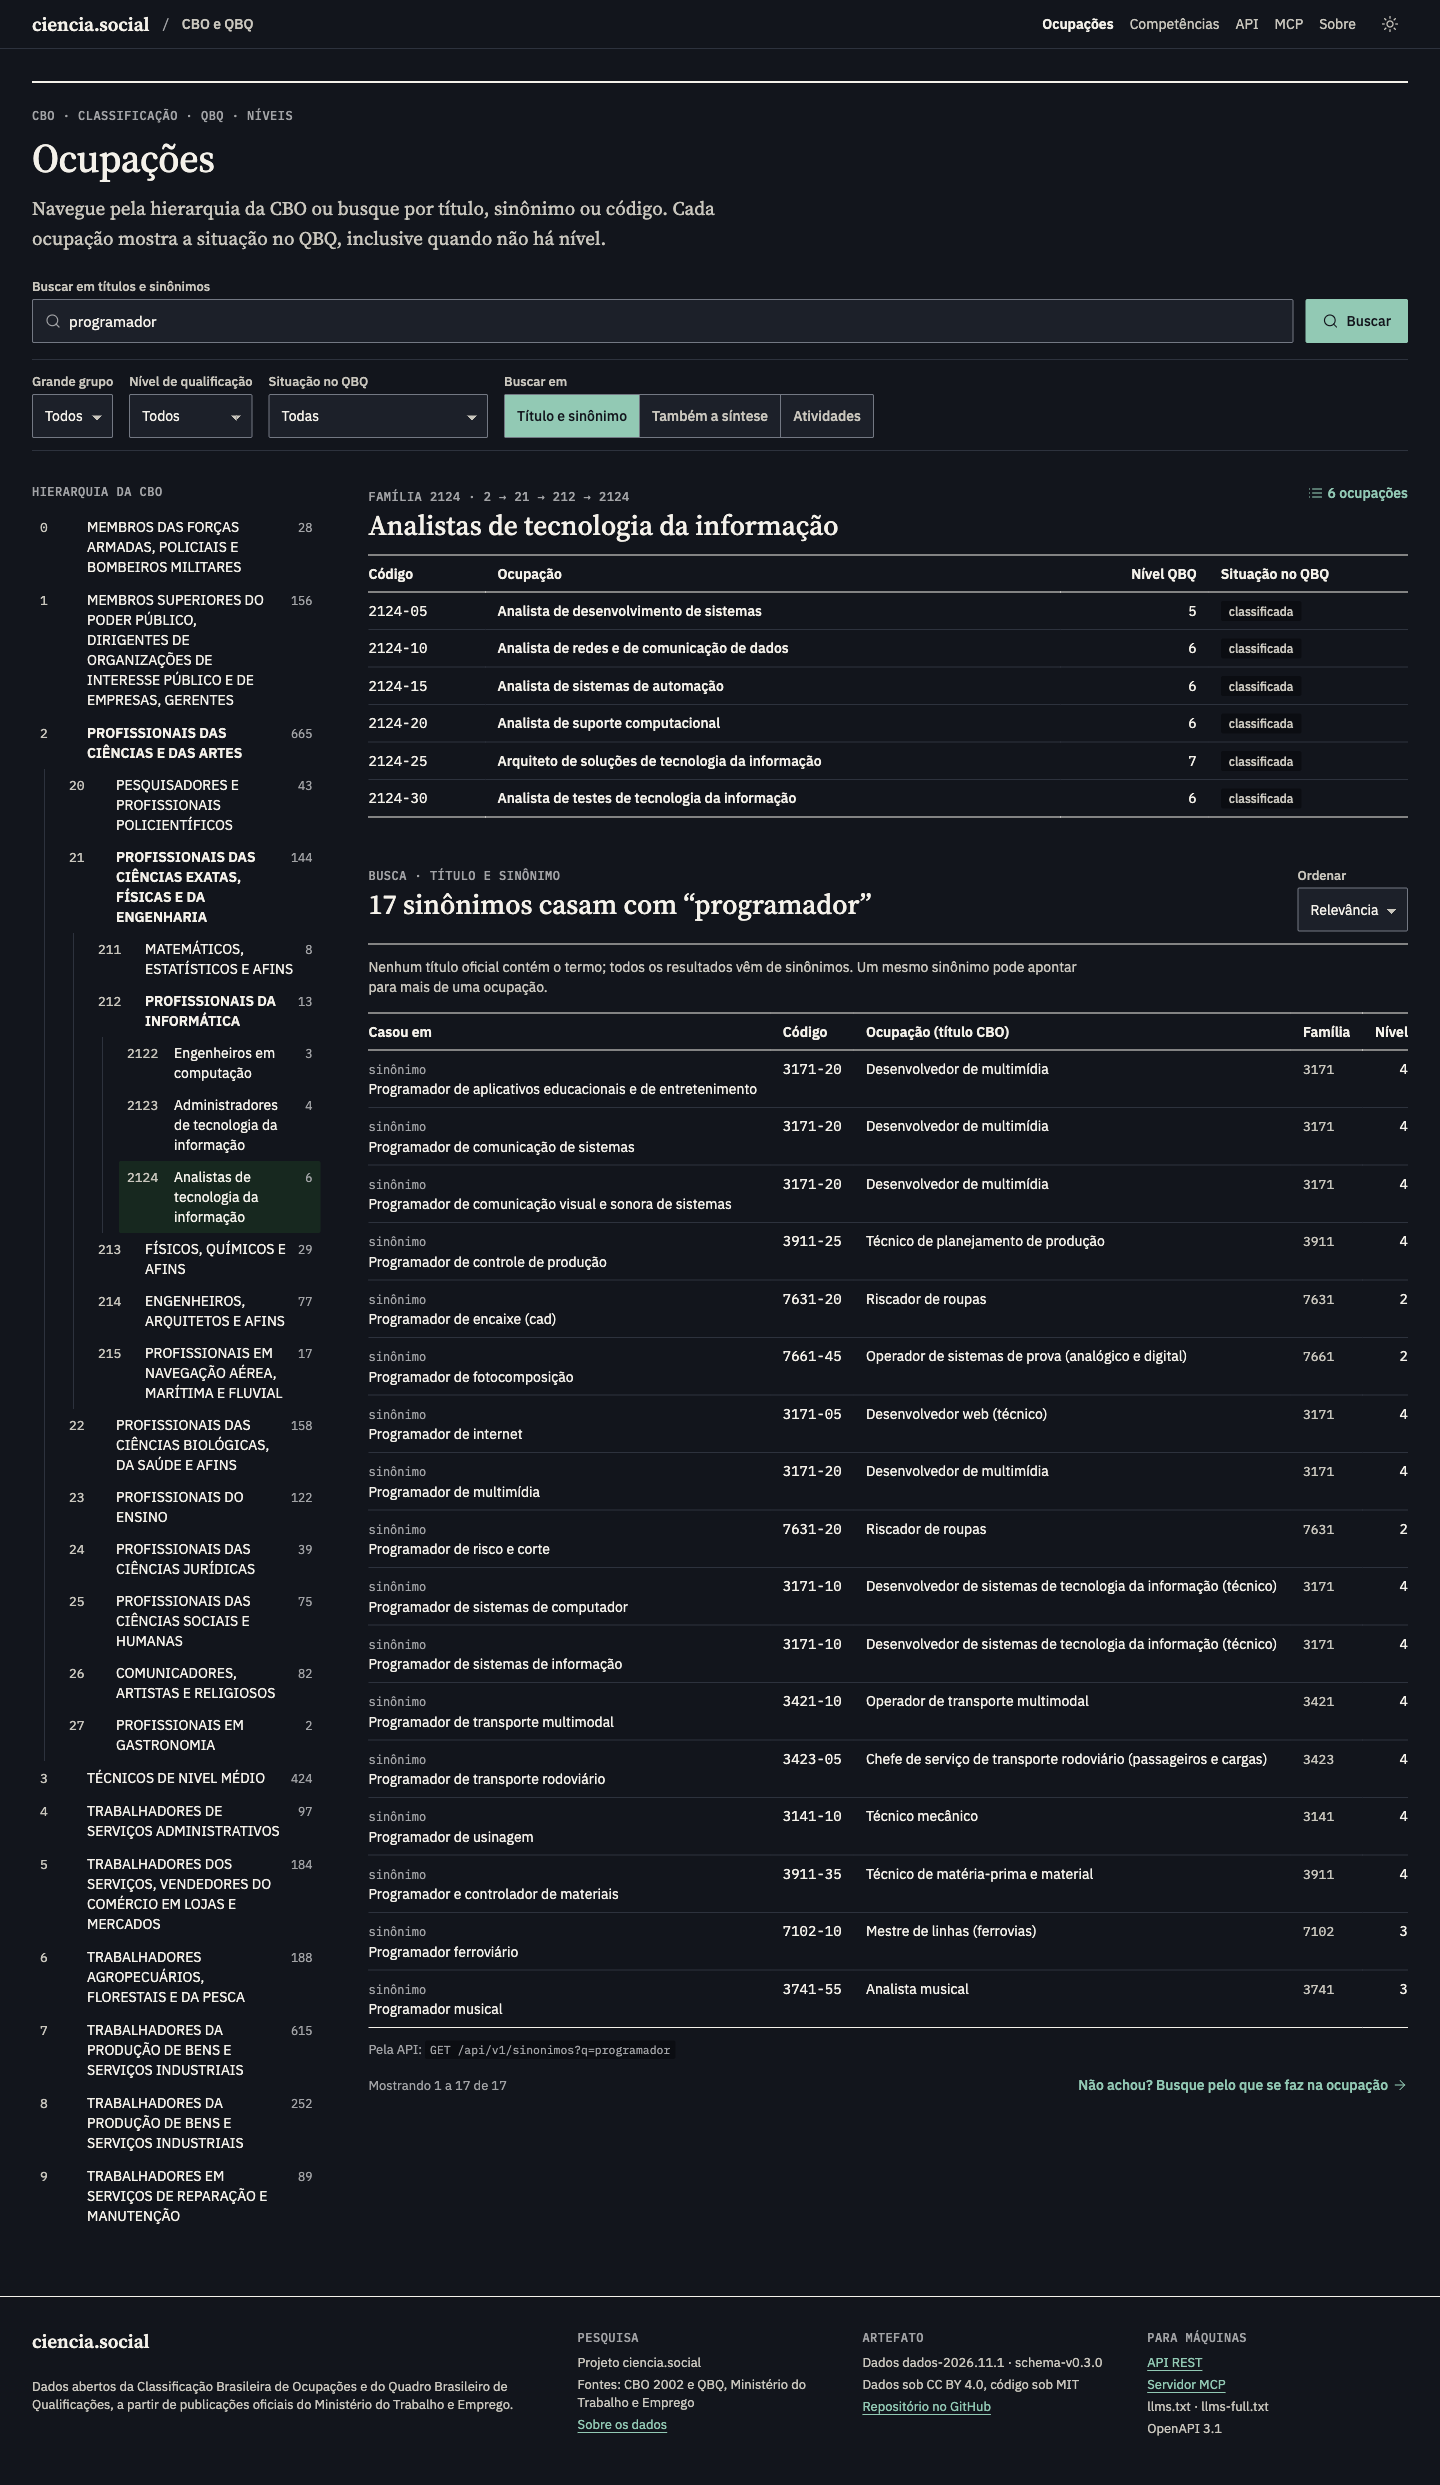 ciencia.social / CBO e QBQ
Ocupações Competências API MCP Sobre
CBO · CLASSIFICAÇÃO · QBQ · NÍVEIS
Ocupações
Navegue pela hierarquia da CBO ou busque por título, sinônimo ou código. Cada
ocupação mostra a situação no QBQ, inclusive quando não há nível.
Buscar em títulos e sinônimos
programador
Buscar
Grande grupo Nível de qualificação Situação no QBQ Buscar em
Todos Todos Todas Título e sinônimo Também a síntese Atividades
HIERARQUIA DA CBO
0 MEMBROS DAS FORÇAS 28
ARMADAS, POLICIAIS E
BOMBEIROS MILITARES
1 MEMBROS SUPERIORES DO 156
PODER PÚBLICO,
DIRIGENTES DE
ORGANIZAÇÕES DE
INTERESSE PÚBLICO E DE
EMPRESAS, GERENTES
2 PROFISSIONAIS DAS 665
CIÊNCIAS E DAS ARTES
20 PESQUISADORES E 43
PROFISSIONAIS
POLICIENTÍFICOS
21 PROFISSIONAIS DAS 144
CIÊNCIAS EXATAS,
FÍSICAS E DA
ENGENHARIA
211 MATEMÁTICOS, 8
ESTATÍSTICOS E AFINS
212 PROFISSIONAIS DA 13
INFORMÁTICA
2122 Engenheiros em 3
computação
2123 Administradores 4
de tecnologia da
informação
2124 Analistas de 6
tecnologia da
informação
213 FÍSICOS, QUÍMICOS E 29
AFINS
214 ENGENHEIROS, 77
ARQUITETOS E AFINS
215 PROFISSIONAIS EM 17
NAVEGAÇÃO AÉREA,
MARÍTIMA E FLUVIAL
22 PROFISSIONAIS DAS 158
CIÊNCIAS BIOLÓGICAS,
DA SAÚDE E AFINS
23 PROFISSIONAIS DO 122
ENSINO
24 PROFISSIONAIS DAS 39
CIÊNCIAS JURÍDICAS
25 PROFISSIONAIS DAS 75
CIÊNCIAS SOCIAIS E
HUMANAS
26 COMUNICADORES, 82
ARTISTAS E RELIGIOSOS
27 PROFISSIONAIS EM 2
GASTRONOMIA
3 TÉCNICOS DE NIVEL MÉDIO 424
4 TRABALHADORES DE 97
SERVIÇOS ADMINISTRATIVOS
5 TRABALHADORES DOS 184
SERVIÇOS, VENDEDORES DO
COMÉRCIO EM LOJAS E
MERCADOS
6 TRABALHADORES 188
AGROPECUÁRIOS,
FLORESTAIS E DA PESCA
7 TRABALHADORES DA 615
PRODUÇÃO DE BENS E
SERVIÇOS INDUSTRIAIS
8 TRABALHADORES DA 252
PRODUÇÃO DE BENS E
SERVIÇOS INDUSTRIAIS
9 TRABALHADORES EM 89
SERVIÇOS DE REPARAÇÃO E
MANUTENÇÃO
FAMÍLIA 2124 · 2 → 21 → 212 → 2124
6 ocupações
Analistas de tecnologia da informação
Código Ocupação Nível QBQ Situação no QBQ
2124-05 Analista de desenvolvimento de sistemas 5 classificada
2124-10 Analista de redes e de comunicação de dados 6 classificada
2124-15 Analista de sistemas de automação 6 classificada
2124-20 Analista de suporte computacional 6 classificada
2124-25 Arquiteto de soluções de tecnologia da informação 7 classificada
2124-30 Analista de testes de tecnologia da informação 6 classificada
BUSCA · TÍTULO E SINÔNIMO
17 sinônimos casam com “programador”
Ordenar
Relevância
Nenhum título oficial contém o termo; todos os resultados vêm de sinônimos. Um mesmo sinônimo pode apontar
para mais de uma ocupação.
Casou em Código Ocupação (título CBO) Família Nível
sinônimo 3171-20 Desenvolvedor de multimídia 3171 4
Programador de aplicativos educacionais e de entretenimento
sinônimo 3171-20 Desenvolvedor de multimídia 3171 4
Programador de comunicação de sistemas
sinônimo 3171-20 Desenvolvedor de multimídia 3171 4
Programador de comunicação visual e sonora de sistemas
sinônimo 3911-25 Técnico de planejamento de produção 3911 4
Programador de controle de produção
sinônimo 7631-20 Riscador de roupas 7631 2
Programador de encaixe (cad)
sinônimo 7661-45 Operador de sistemas de prova (analógico e digital) 7661 2
Programador de fotocomposição
sinônimo 3171-05 Desenvolvedor web (técnico) 3171 4
Programador de internet
sinônimo 3171-20 Desenvolvedor de multimídia 3171 4
Programador de multimídia
sinônimo 7631-20 Riscador de roupas 7631 2
Programador de risco e corte
sinônimo 3171-10 Desenvolvedor de sistemas de tecnologia da informação (técnico) 3171 4
Programador de sistemas de computador
sinônimo 3171-10 Desenvolvedor de sistemas de tecnologia da informação (técnico) 3171 4
Programador de sistemas de informação
sinônimo 3421-10 Operador de transporte multimodal 3421 4
Programador de transporte multimodal
sinônimo 3423-05 Chefe de serviço de transporte rodoviário (passageiros e cargas) 3423 4
Programador de transporte rodoviário
sinônimo 3141-10 Técnico mecânico 3141 4
Programador de usinagem
sinônimo 3911-35 Técnico de matéria-prima e material 3911 4
Programador e controlador de materiais
sinônimo 7102-10 Mestre de linhas (ferrovias) 7102 3
Programador ferroviário
sinônimo 3741-55 Analista musical 3741 3
Programador musical
Pela API: GET /api/v1/sinonimos?q=programador
Mostrando 1 a 17 de 17
Não achou? Busque pelo que se faz na ocupação →
ciencia.social
Dados abertos da Classificação Brasileira de Ocupações e do Quadro Brasileiro de
Qualificações, a partir de publicações oficiais do Ministério do Trabalho e Emprego.
PESQUISA
Projeto ciencia.social
Fontes: CBO 2002 e QBQ, Ministério do
Trabalho e Emprego
Sobre os dados
ARTEFATO
Dados dados-2026.11.1 · schema-v0.3.0
Dados sob CC BY 4.0, código sob MIT
Repositório no GitHub
PARA MÁQUINAS
API REST
Servidor MCP
llms.txt · llms-full.txt
OpenAPI 3.1